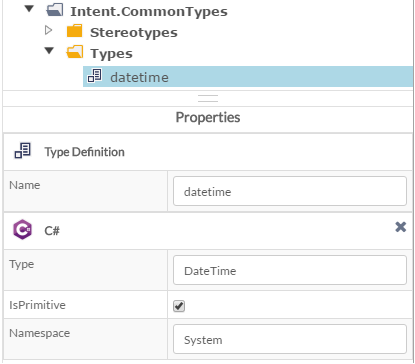 Intent.CommonTypes
Stereotypes
Types
datetime
Properties
Type Definition
Name datetime
C# C#
Type DateTime
IsPrimitive
Namespace System